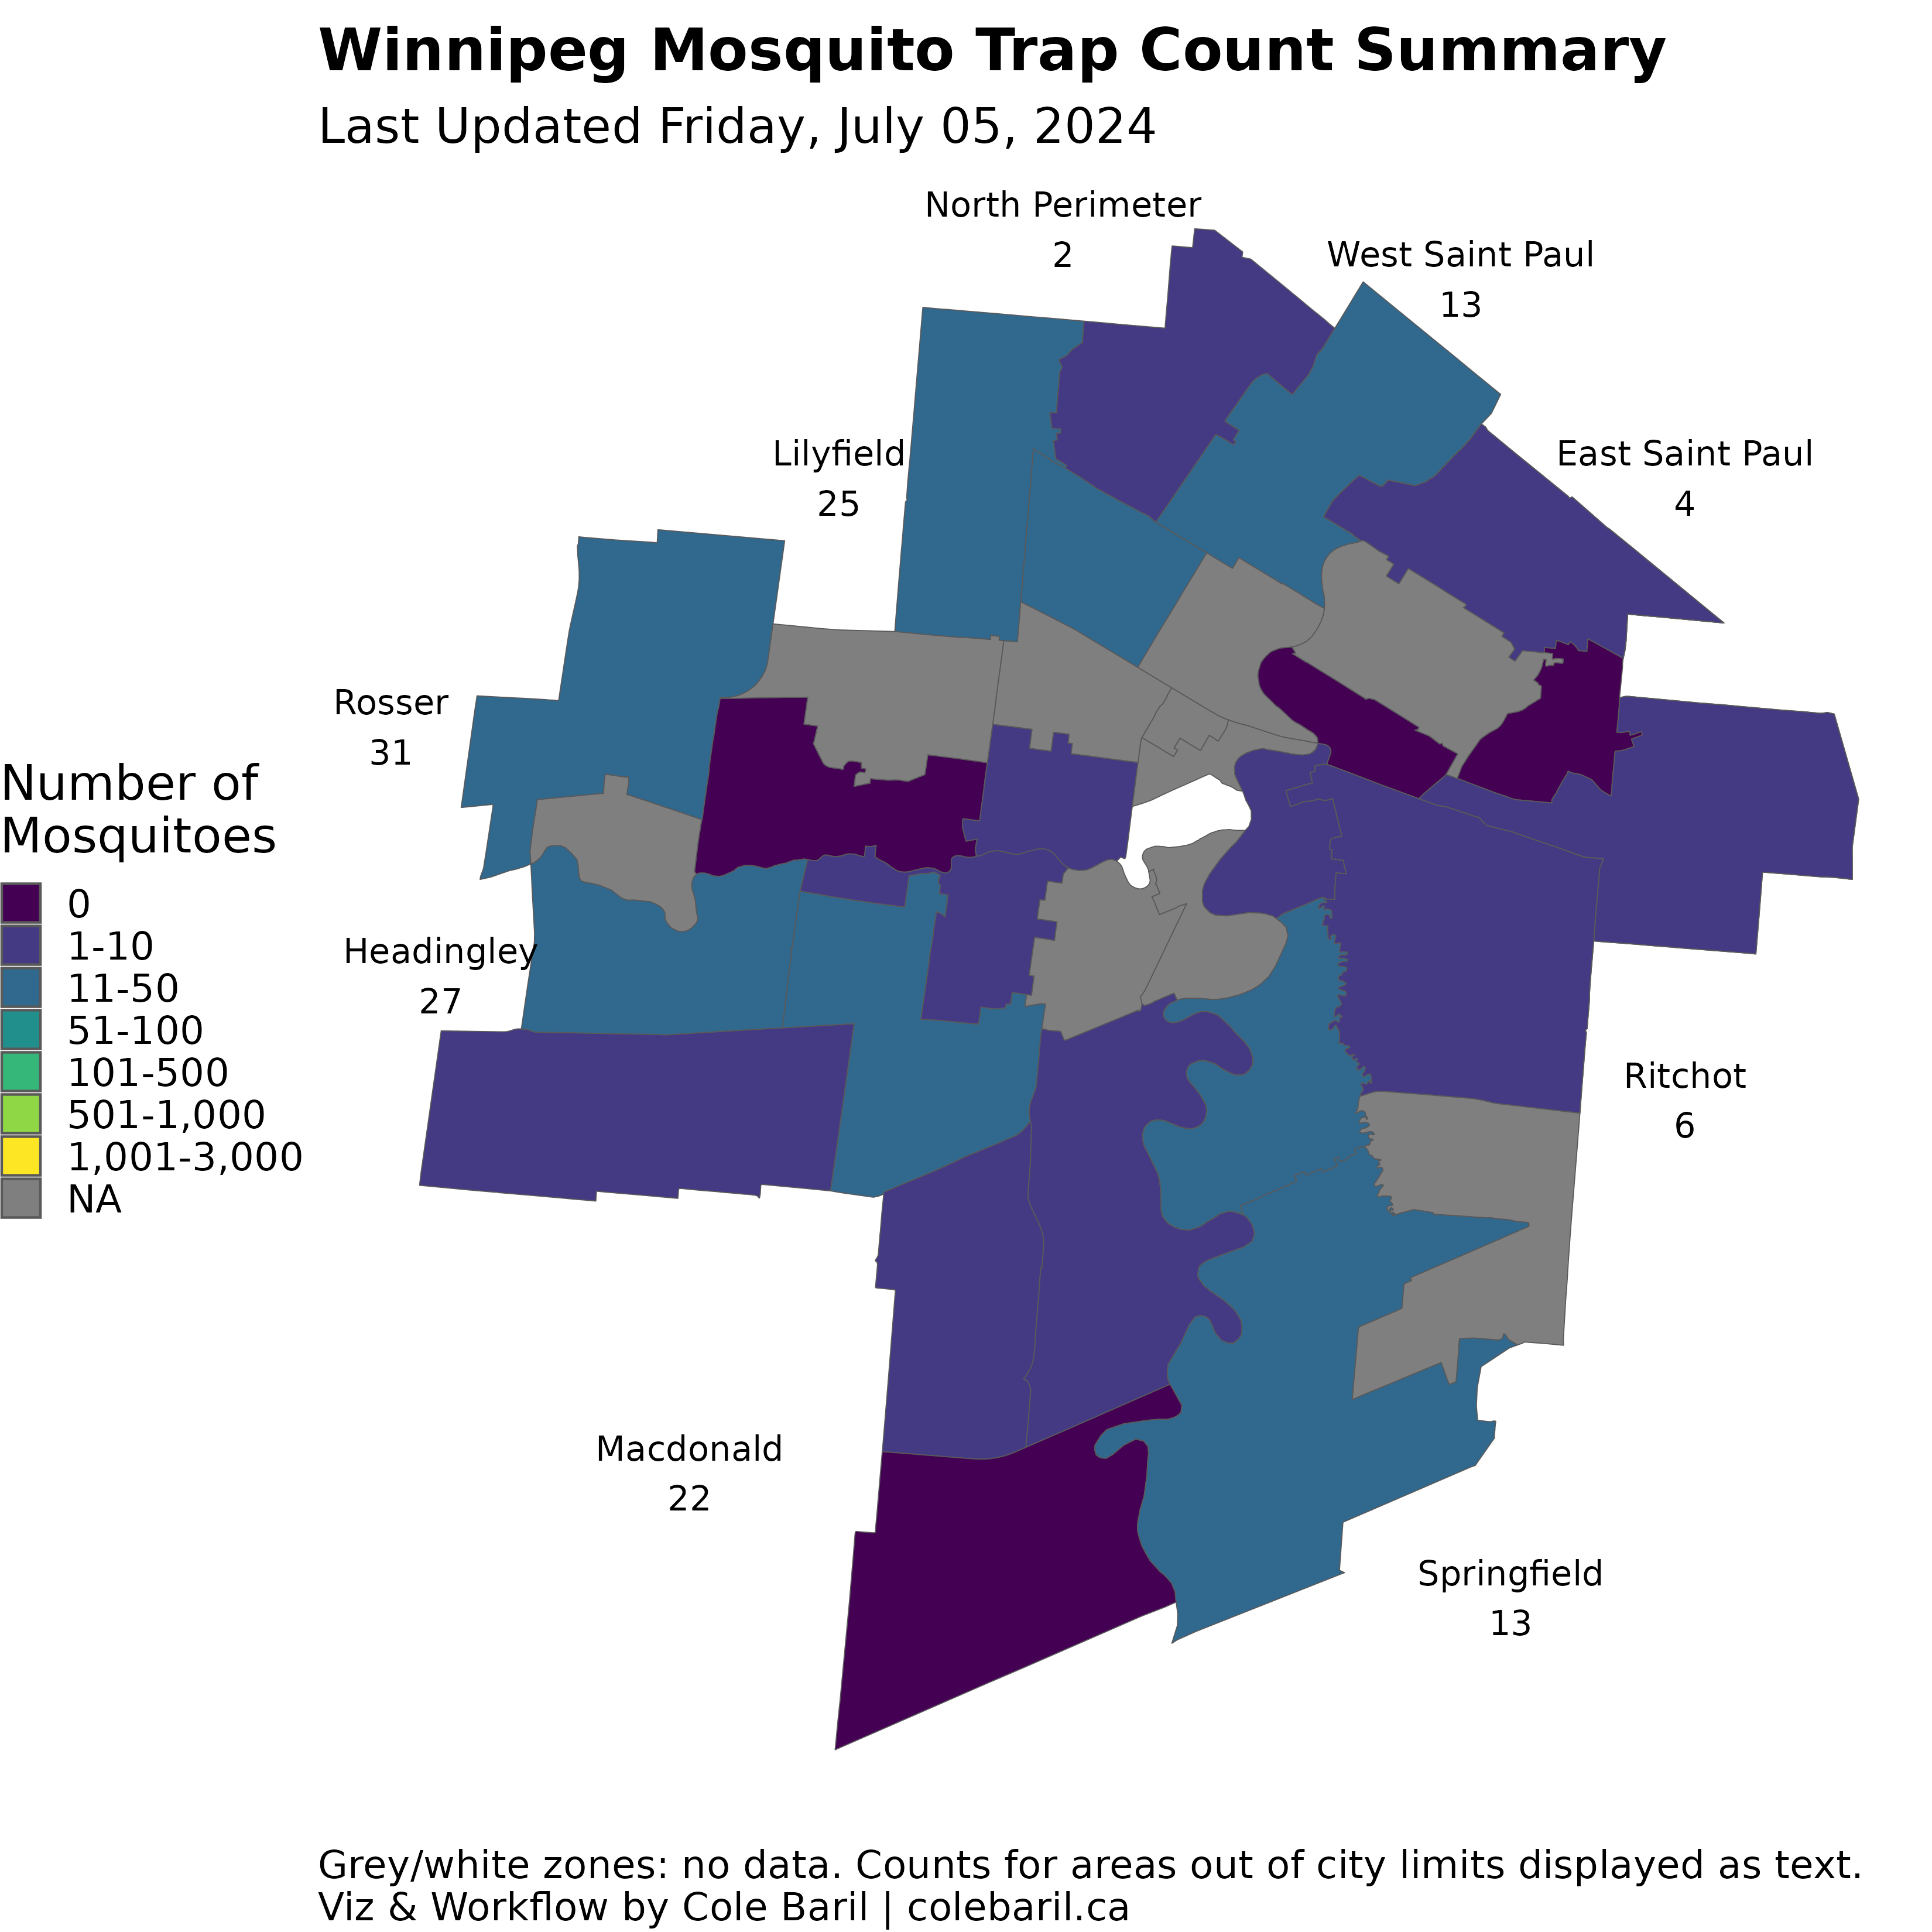 Winnipeg Mosquito Trap Count Summary
Last Updated Friday, July 05, 2024
North Perimeter
2
West Saint Paul
13
Lilyfield
25
East Saint Paul
4
Rosser
31
Number of
Mosquitoes
0
1-10
11-50
51-100
101-500
501-1,000
1,001-3,000
NA
Headingley
27
Ritchot
6
Macdonald
22
Springfield
13
Grey/white zones: no data. Counts for areas out of city limits displayed as text.
Viz & Workflow by Cole Baril | colebaril.ca